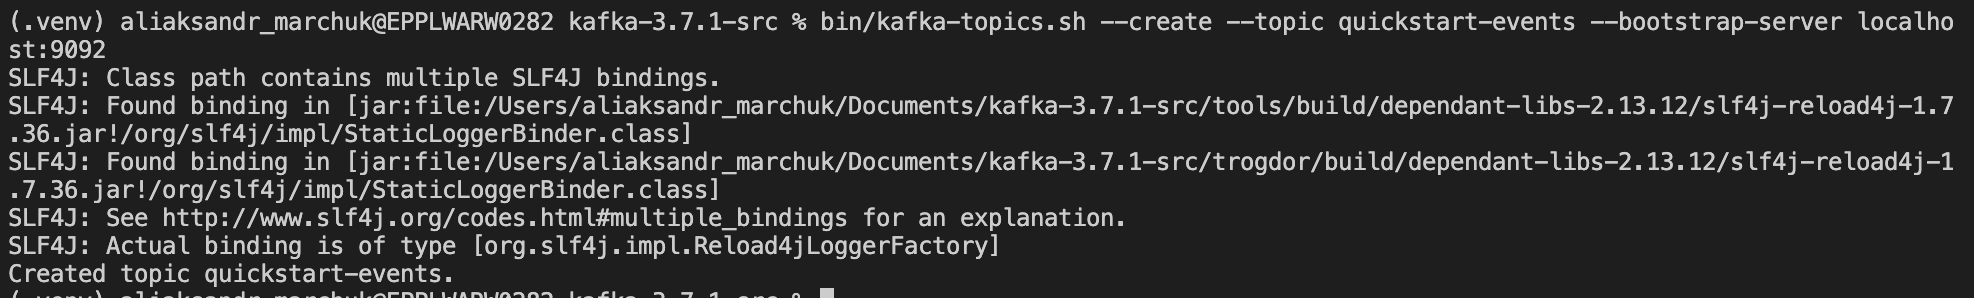 (.venv) aliaksandr_marchuk@EPPLWARW0282 kafka-3.7.1-src % bin/kafka-topics.sh --create --topic quickstart-events --bootstrap-server localho
st:9092
SLF4J: Class path contains multiple SLF4J bindings.
SLF4J: Found binding in [jar:file:/Users/aliaksandr_marchuk/Documents/kafka-3.7.1-src/tools/build/dependant-libs-2.13.12/slf4j-reload4j-1.7
.36.jar!/org/slf4j/impl/StaticLoggerBinder.class]
SLF4J: Found binding in [jar:file:/Users/aliaksandr_marchuk/Documents/kafka-3.7.1-src/trogdor/build/dependant-libs-2.13.12/slf4j-reload4j-1
.7.36.jar!/org/slf4j/impl/StaticLoggerBinder.class]
SLF4J: See http://www.slf4j.org/codes.html#multiple_bindings for an explanation.
SLF4J: Actual binding is of type [org.slf4j.impl.Reload4jLoggerFactory]
Created topic quickstart-events.
(.venv) aliaksandr_marchuk@EPPLWARW0282 kafka-3.7.1-src %